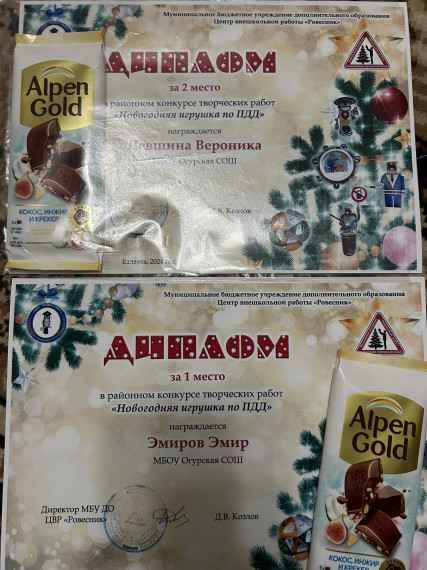 Муниципальное бюджетное учреждение дополнительного образования
Центр внешкольной работы «Ровесник»
ДИПЛОМ
за 2 место
в районном конкурсе творческих работ
«Новогодняя игрушка по ПДД»
награждается
Вероника
Огурская СОШ
Д.В. Козлов
Балахта, 2024 год
Alpen
Gold
КОКОС, ИНЖИР
И КРЕКЕР
Муниципальное бюджетное учреждение дополнительного образования
Центр внешкольной работы «Ровесник»
ДИПЛОМ
за 1 место
в районном конкурсе творческих работ
«Новогодняя игрушка по ПДД»
награждается
Эмиров Эмир
МБОУ Огурская СОШ
Директор МБУ ДО
ЦВР «Ровесник»
Д.В. Козлов
Alpen
Gold
КОКОС, ИНЖИР
И КРЕКЕР